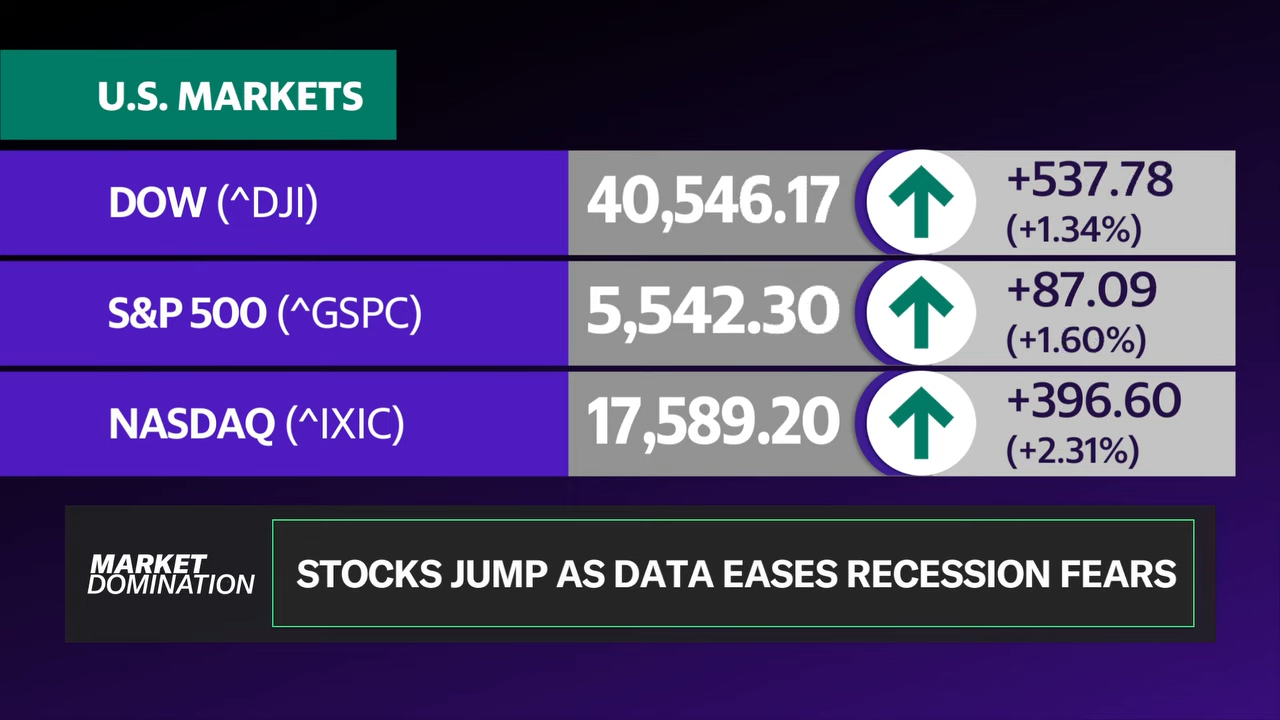 U.S. MARKETS
DOW (^DJI) 40,546.17 +537.78
(+1.34%)
S&P 500 (^GSPC) 5,542.30 +87.09
(+1.60%)
NASDAQ (^IXIC) 17,589.20 +396.60
(+2.31%)
MARKET
DOMINATION
STOCKS JUMP AS DATA EASES RECESSION FEARS